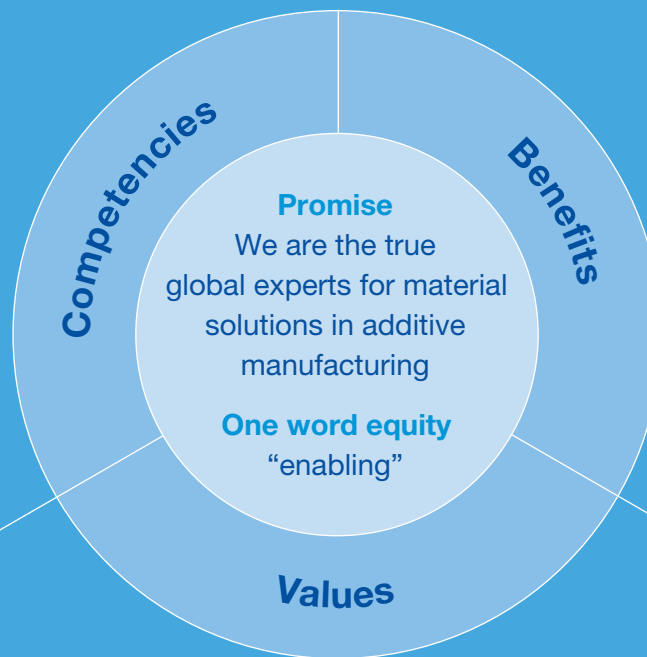 Competencies
Benefits
Promise
We are the true
global experts for material
solutions in additive
manufacturing
One word equity
“enabling”
Values